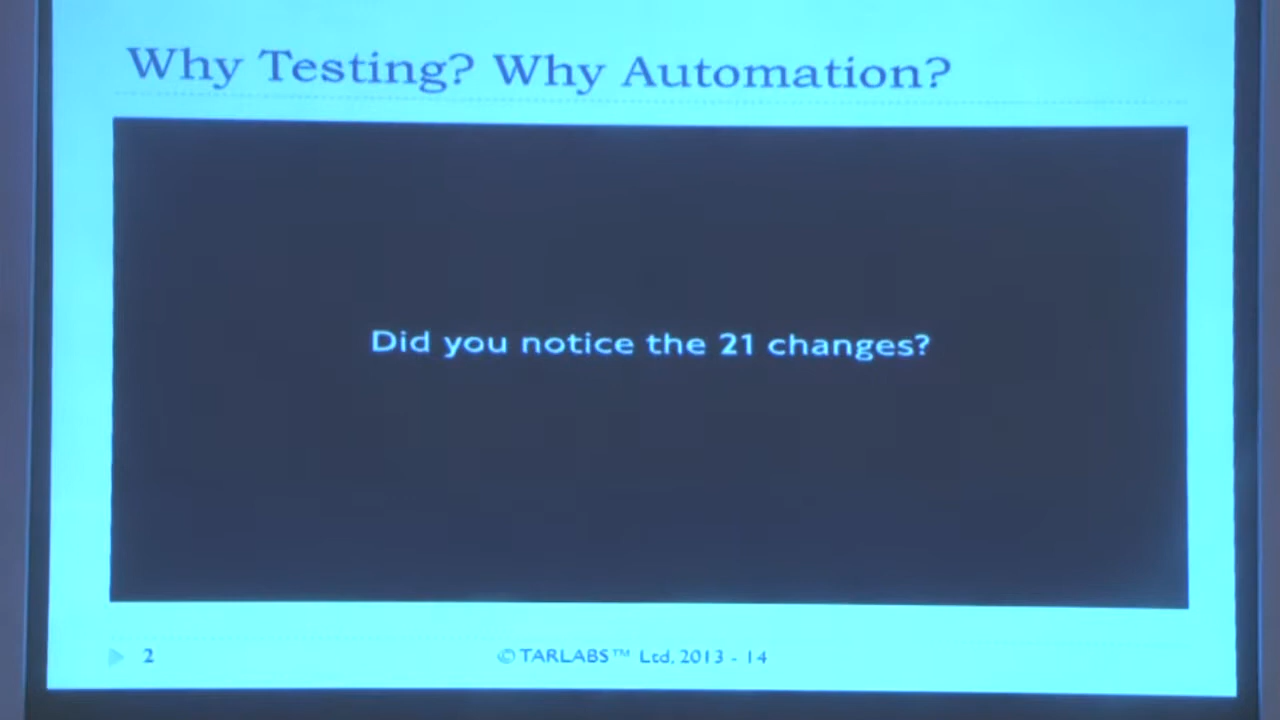 Why Testing? Why Automation?
Did you notice the 21 changes?
2
© TARLABS™ Ltd, 2013 - 14